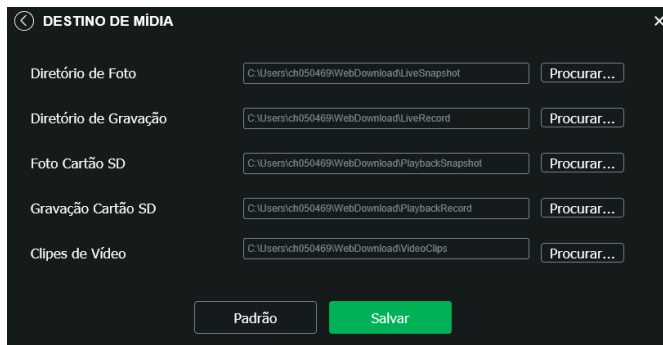 DESTINO DE MÍDIA
Diretório de Foto C:\Users\ch050469\WebDownload\LiveSnapshot Procurar...
Diretório de Gravação C:\Users\ch050469\WebDownload\LiveRecord Procurar...
Foto Cartão SD C:\Users\ch050469\WebDownload\PlaybackSnapshot Procurar...
Gravação Cartão SD C:\Users\ch050469\WebDownload\PlaybackRecord Procurar...
Clipes de Vídeo C:\Users\ch050469\WebDownload\VideoClips Procurar...
Padrão Salvar